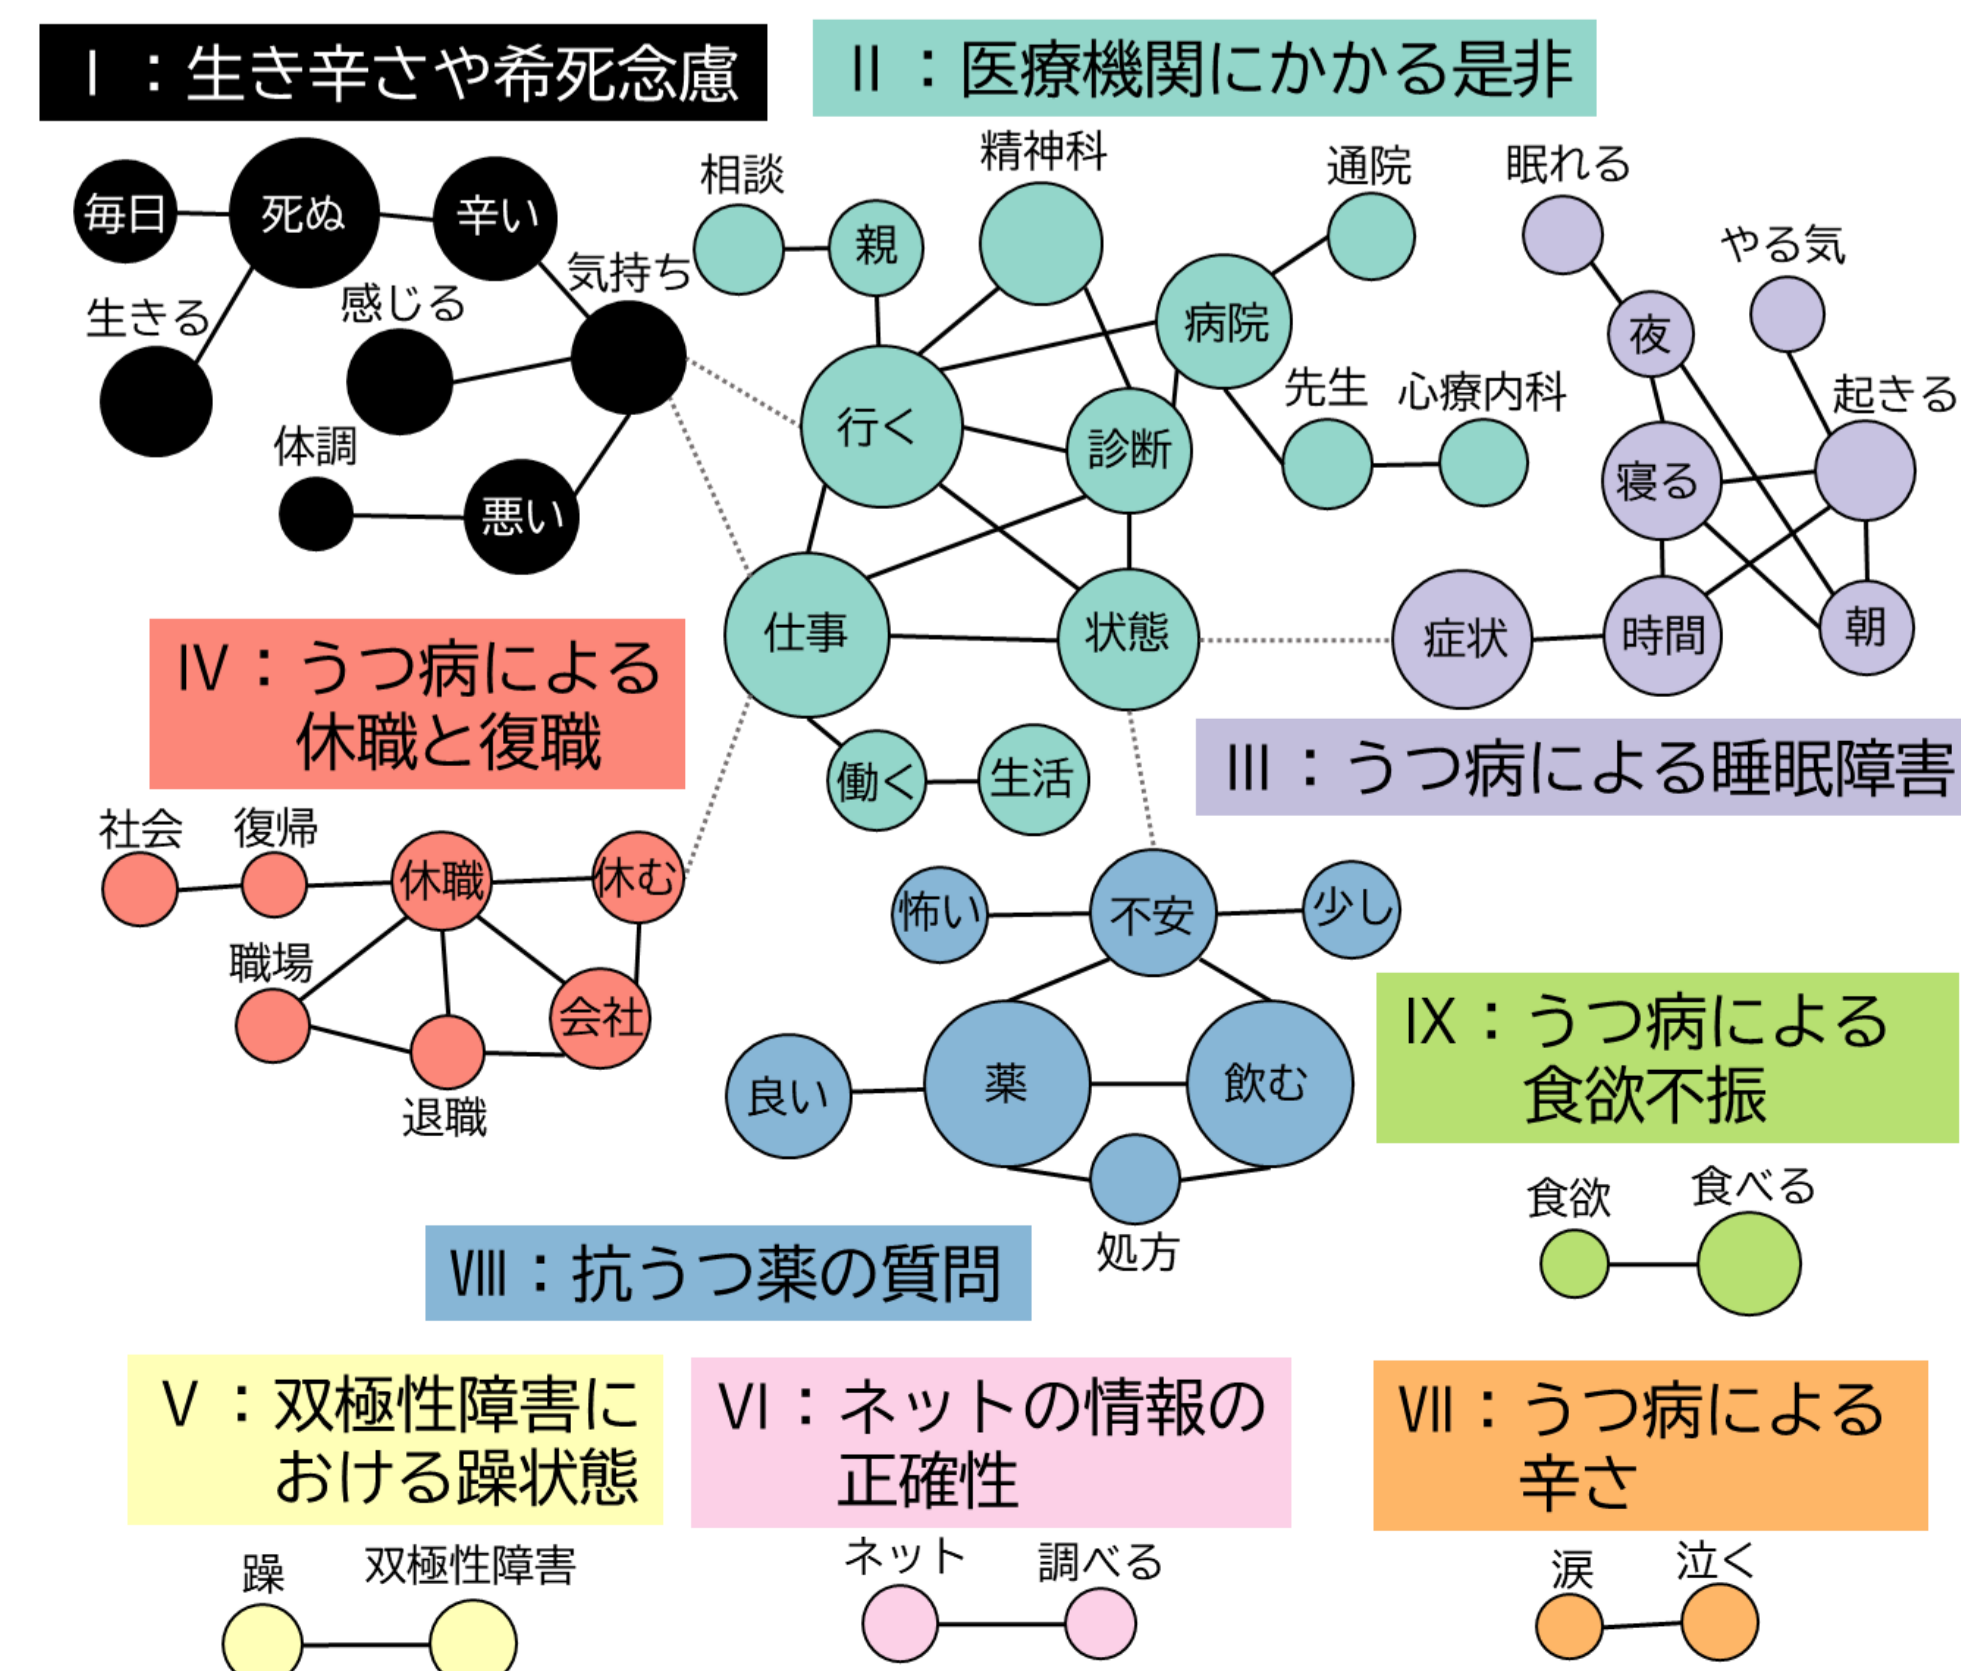 Ⅰ：生き辛さや希死念慮
毎日
死ぬ
辛い
気持ち
生きる
感じる
体調
悪い
Ⅱ：医療機関にかかる是非
相談
親
精神科
通院
病院
行く
診断
先生
心療内科
仕事
状態
働く
生活
眠れる
やる気
夜
起きる
寝る
症状
時間
朝
Ⅲ：うつ病による睡眠障害
Ⅳ：うつ病による
休職と復職
社会
復帰
休職
休む
職場
会社
退職
怖い
不安
少し
良い
薬
飲む
処方
Ⅷ：抗うつ薬の質問
Ⅸ：うつ病による
食欲不振
食欲
食べる
Ⅴ：双極性障害に
おける躁状態
躁
双極性障害
Ⅵ：ネットの情報の
正確性
ネット
調べる
Ⅶ：うつ病による
辛さ
涙
泣く